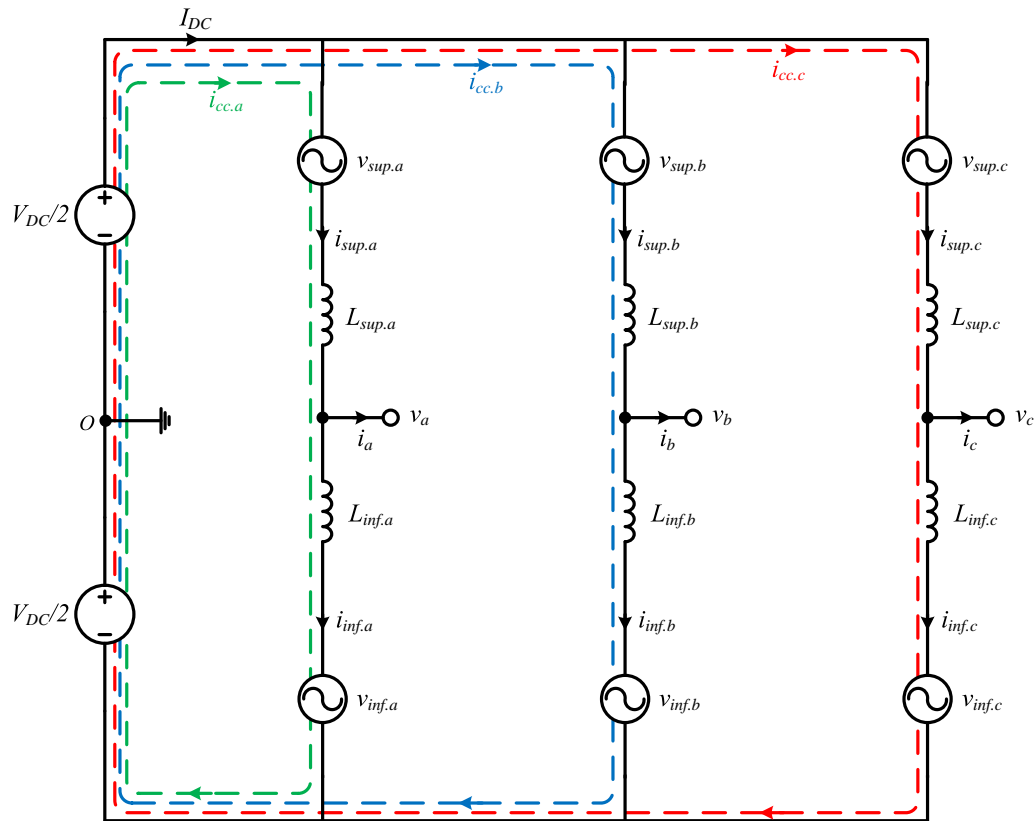 I_DC
i_cc.a
i_cc.b
i_cc.c
v_sup.a
v_sup.b
v_sup.c
V_DC/2
+
−
i_sup.a
i_sup.b
i_sup.c
L_sup.a
L_sup.b
L_sup.c
O
v_a
v_b
v_c
i_a
i_b
i_c
L_inf.a
L_inf.b
L_inf.c
V_DC/2
+
−
i_inf.a
i_inf.b
i_inf.c
v_inf.a
v_inf.b
v_inf.c